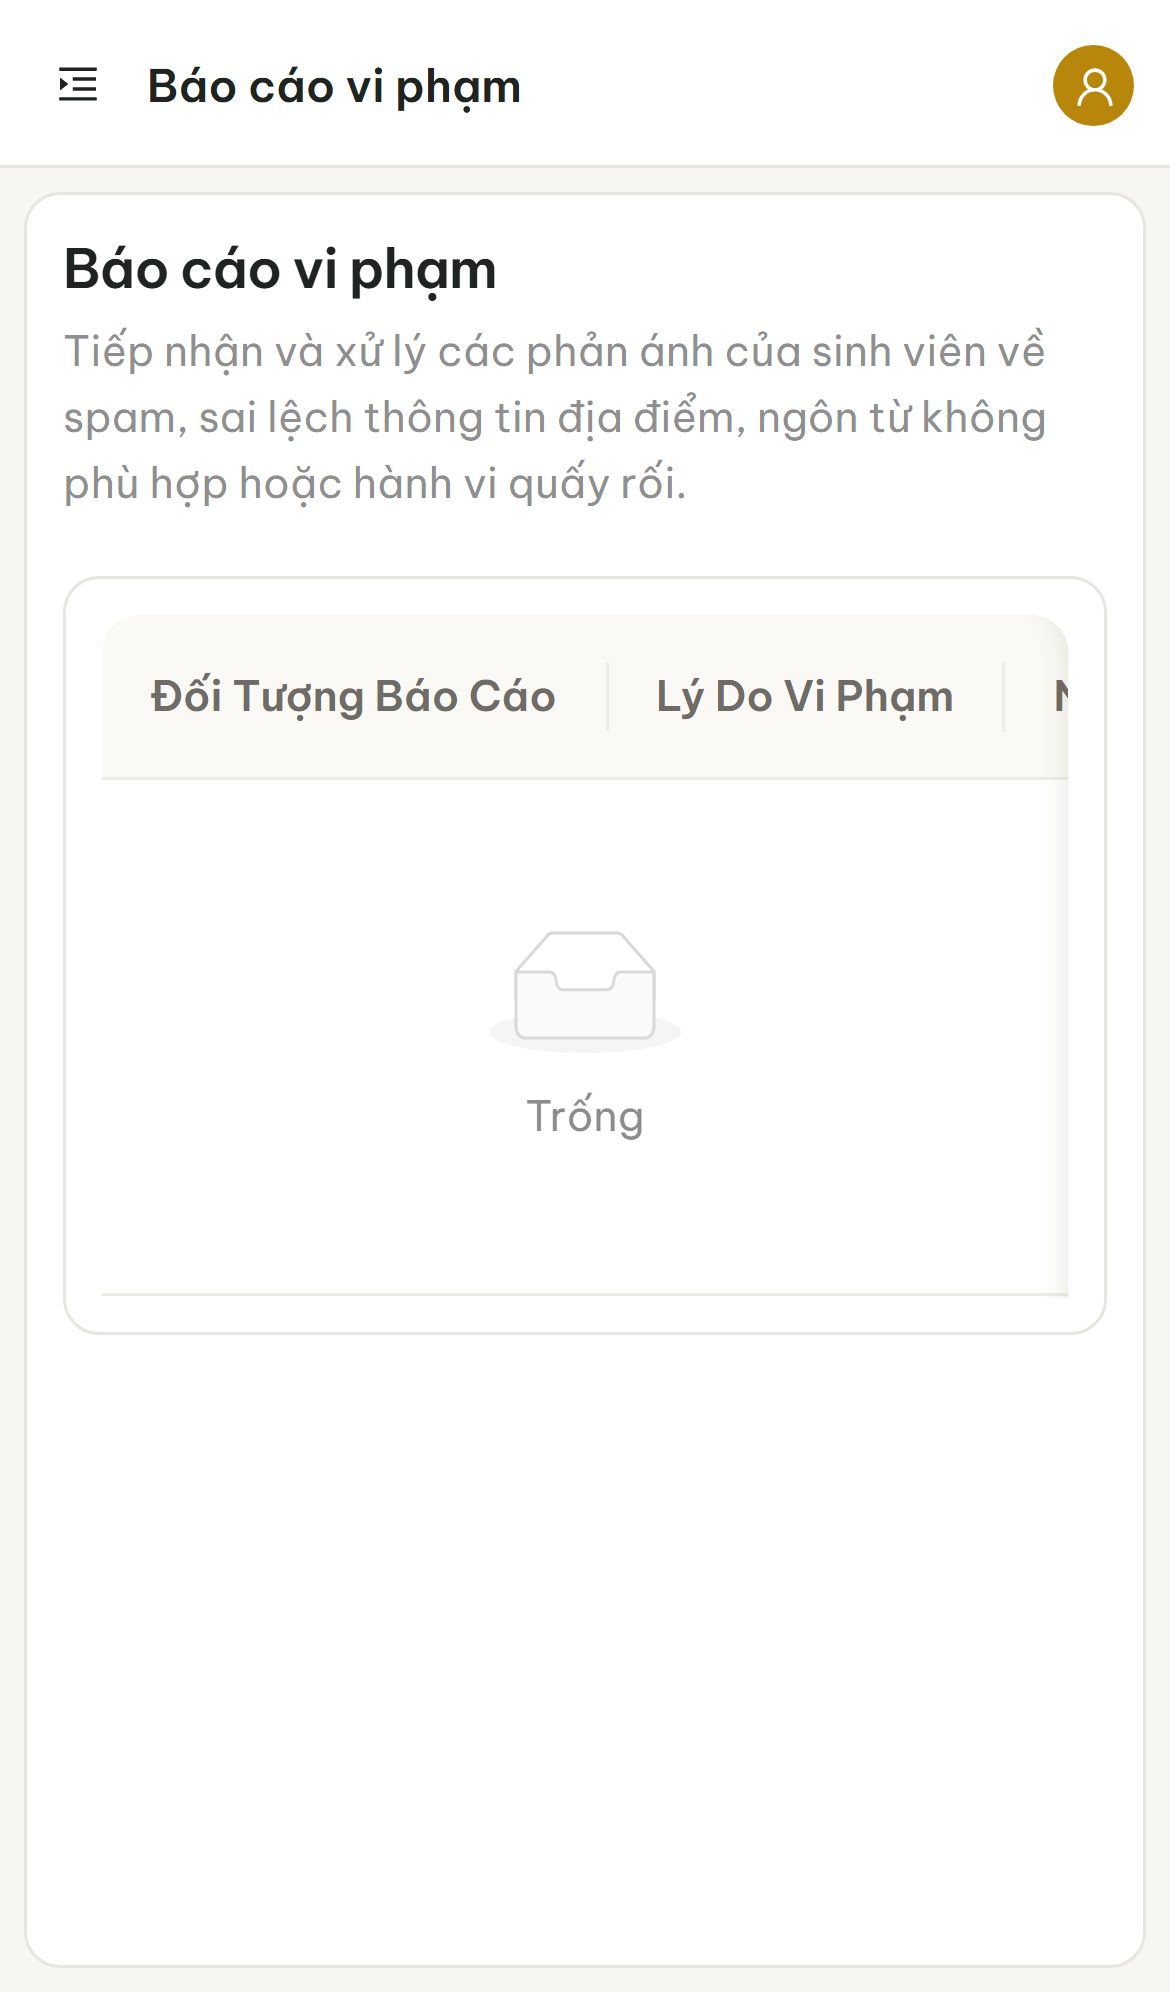 Báo cáo vi phạm
Báo cáo vi phạm
Tiếp nhận và xử lý các phản ánh của sinh viên về
spam, sai lệch thông tin địa điểm, ngôn từ không
phù hợp hoặc hành vi quấy rối.
Đối Tượng Báo Cáo
Lý Do Vi Phạm
Trống